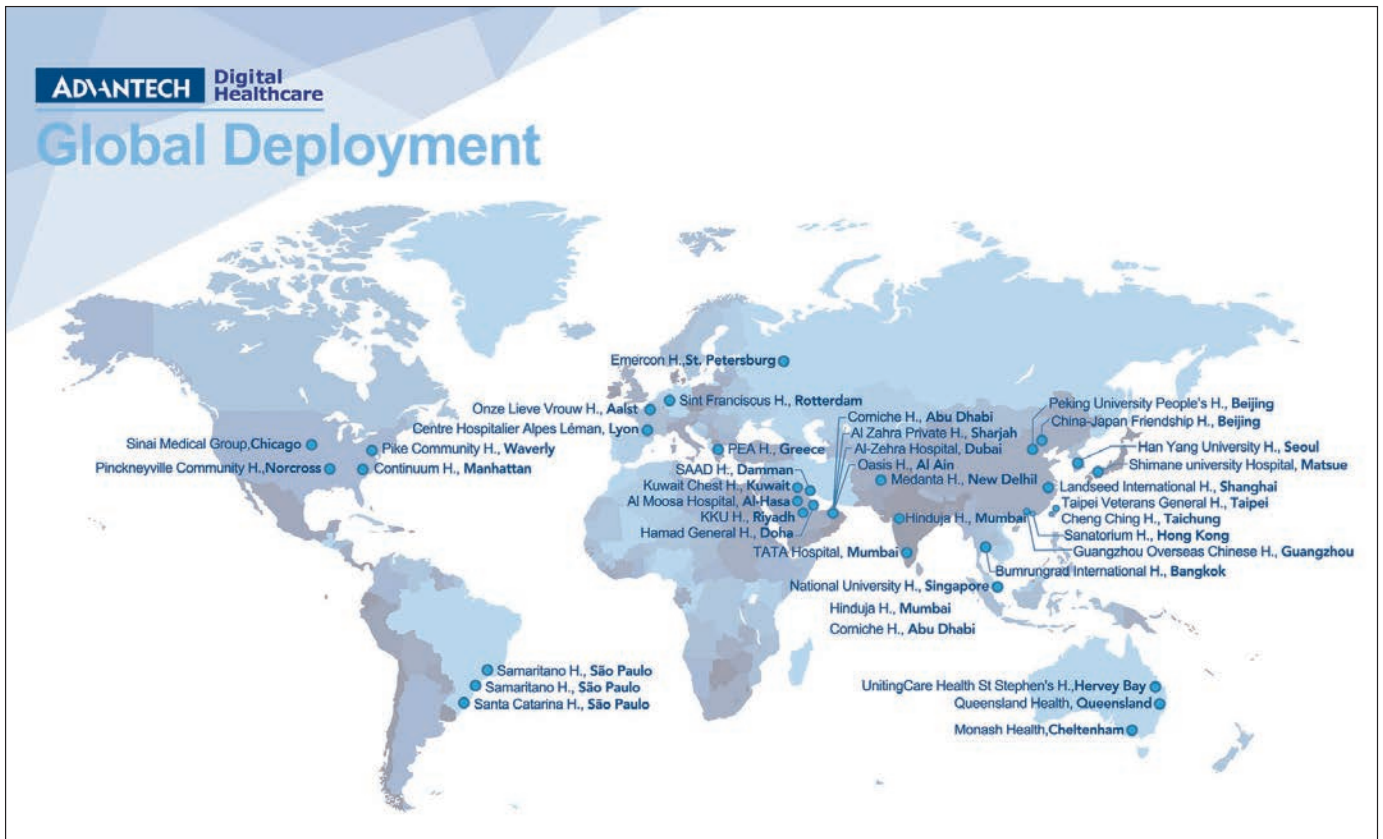 ADVANTECH
Digital
Healthcare
Global Deployment
Emercon H.,St. Petersburg
Onze Lieve Vrouw H., Aalst
Sint Franciscus H., Rotterdam
Centre Hospitalier Alpes Léman, Lyon
PEA H., Greece
Sinai Medical Group,Chicago
Pike Community H., Waverly
Pinckneyville Community H.,Norcross
Continuum H., Manhattan
Corniche H., Abu Dhabi
Al Zahra Private H., Sharjah
Al-Zehra Hospital, Dubai
Oasis H., Al Ain
SAAD H., Damman
Kuwait Chest H., Kuwait
Al Moosa Hospital, Al-Hasa
KKU H., Riyadh
Hamad General H., Doha
Medanta H., New Delhil
Hinduja H., Mumbai
TATA Hospital, Mumbai
Peking University People's H., Beijing
China-Japan Friendship H., Beijing
Han Yang University H., Seoul
Shimane university Hospital, Matsue
Landseed International H., Shanghai
Taipei Veterans General H., Taipei
Cheng Ching H., Taichung
Sanatorium H., Hong Kong
Guangzhou Overseas Chinese H., Guangzhou
Bumrungrad International H., Bangkok
National University H., Singapore
Hinduja H., Mumbai
Corniche H., Abu Dhabi
Samaritano H., São Paulo
Samaritano H., São Paulo
Santa Catarina H., São Paulo
UnitingCare Health St Stephen's H.,Hervey Bay
Queensland Health, Queensland
Monash Health,Cheltenham